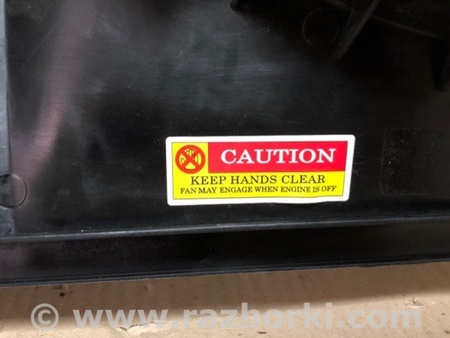 CAUTION
KEEP HANDS CLEAR
FAN MAY ENGAGE WHEN ENGINE IS OFF
© www.razborki.com